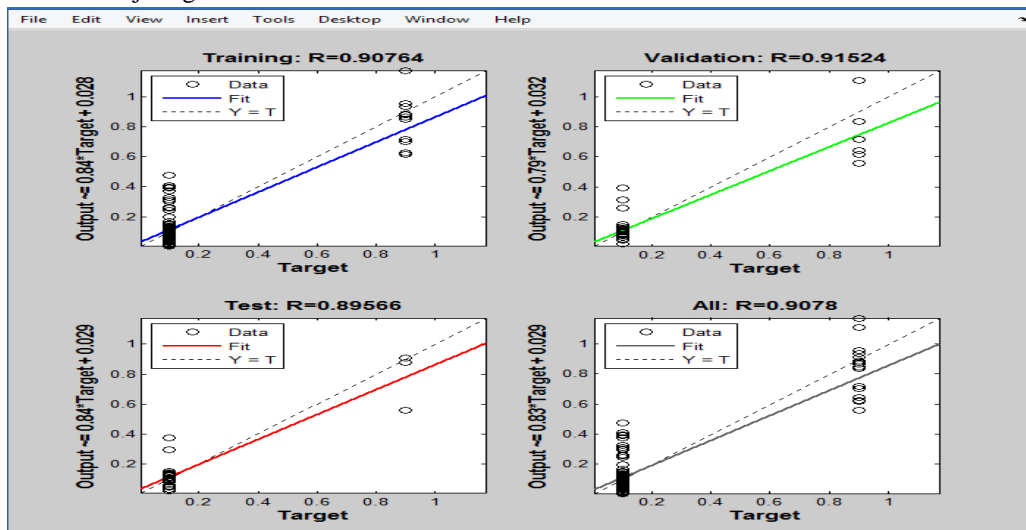 File Edit View Insert Tools Desktop Window Help
Training: R=0.90764
Output ~= 0.84*Target + 0.028
Data
Fit
Y = T
1
0.8
0.6
0.4
0.2
0.2 0.4 0.6 0.8 1
Target
Validation: R=0.91524
Output ~= 0.79*Target + 0.032
Data
Fit
Y = T
1
0.8
0.6
0.4
0.2
0.2 0.4 0.6 0.8 1
Target
Test: R=0.89566
Output ~= 0.84*Target + 0.029
Data
Fit
Y = T
1
0.8
0.6
0.4
0.2
0.2 0.4 0.6 0.8 1
Target
All: R=0.9078
Output ~= 0.83*Target + 0.029
Data
Fit
Y = T
1
0.8
0.6
0.4
0.2
0.2 0.4 0.6 0.8 1
Target